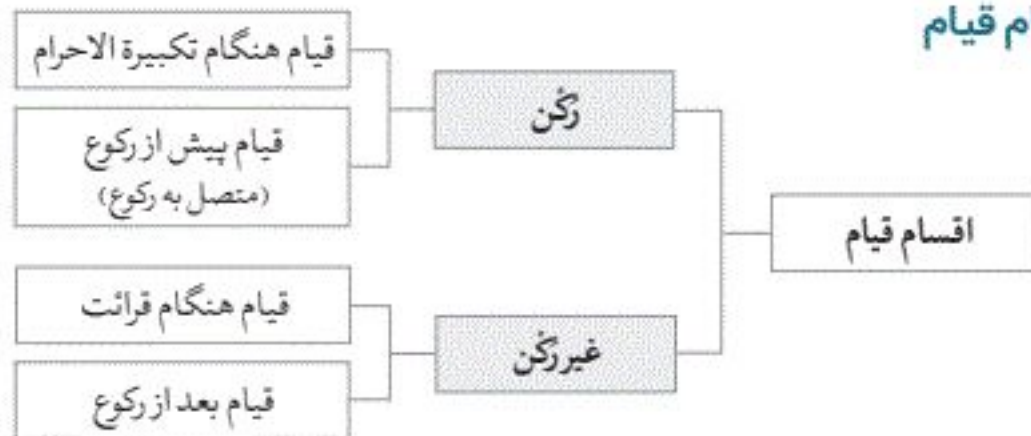 م قیام
اقسام قیام
رُکن
قیام هنگام تکبیرة الاحرام
قیام پیش از رکوع
(متصل به رکوع)
غیر رُکن
قیام هنگام قرائت
قیام بعد از رکوع